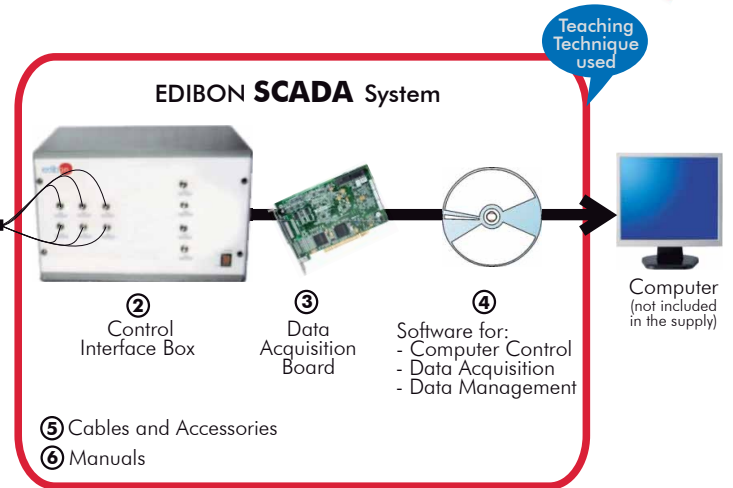 Teaching
Technique
used
EDIBON SCADA System
② 
Control
Interface Box
③
Data
Acquisition
Board
④
Software for:
- Computer Control
- Data Acquisition
- Data Management
Computer
(not included
in the supply)
⑤ Cables and Accessories
⑥ Manuals